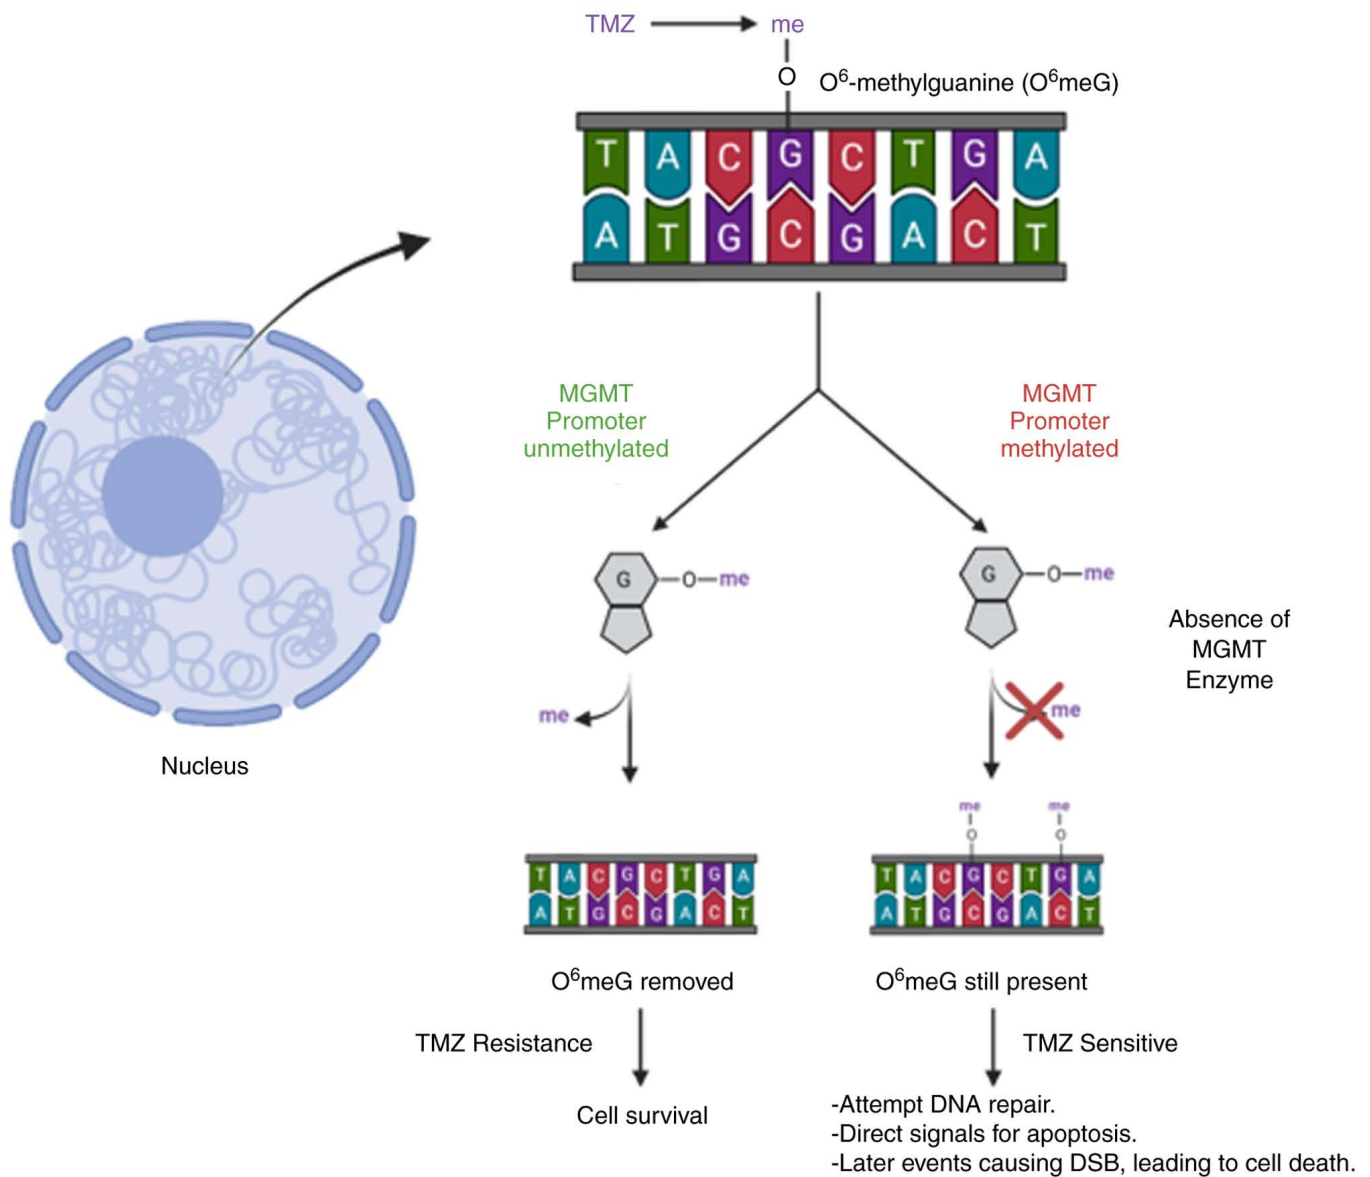 TMZ me
O
O⁶-methylguanine (O⁶meG)
T A C G C T G A
A T G C G A C T
MGMT
Promoter
unmethylated
MGMT
Promoter
methylated
G O me
G O me
Absence of
MGMT
Enzyme
me
me
Nucleus
me me
O O
T A C G C T G A
A T G C G A C T
T A C G C T G A
A T G C G A C T
O⁶meG removed
O⁶meG still present
TMZ Resistance
TMZ Sensitive
Cell survival
-Attempt DNA repair.
-Direct signals for apoptosis.
-Later events causing DSB, leading to cell death.